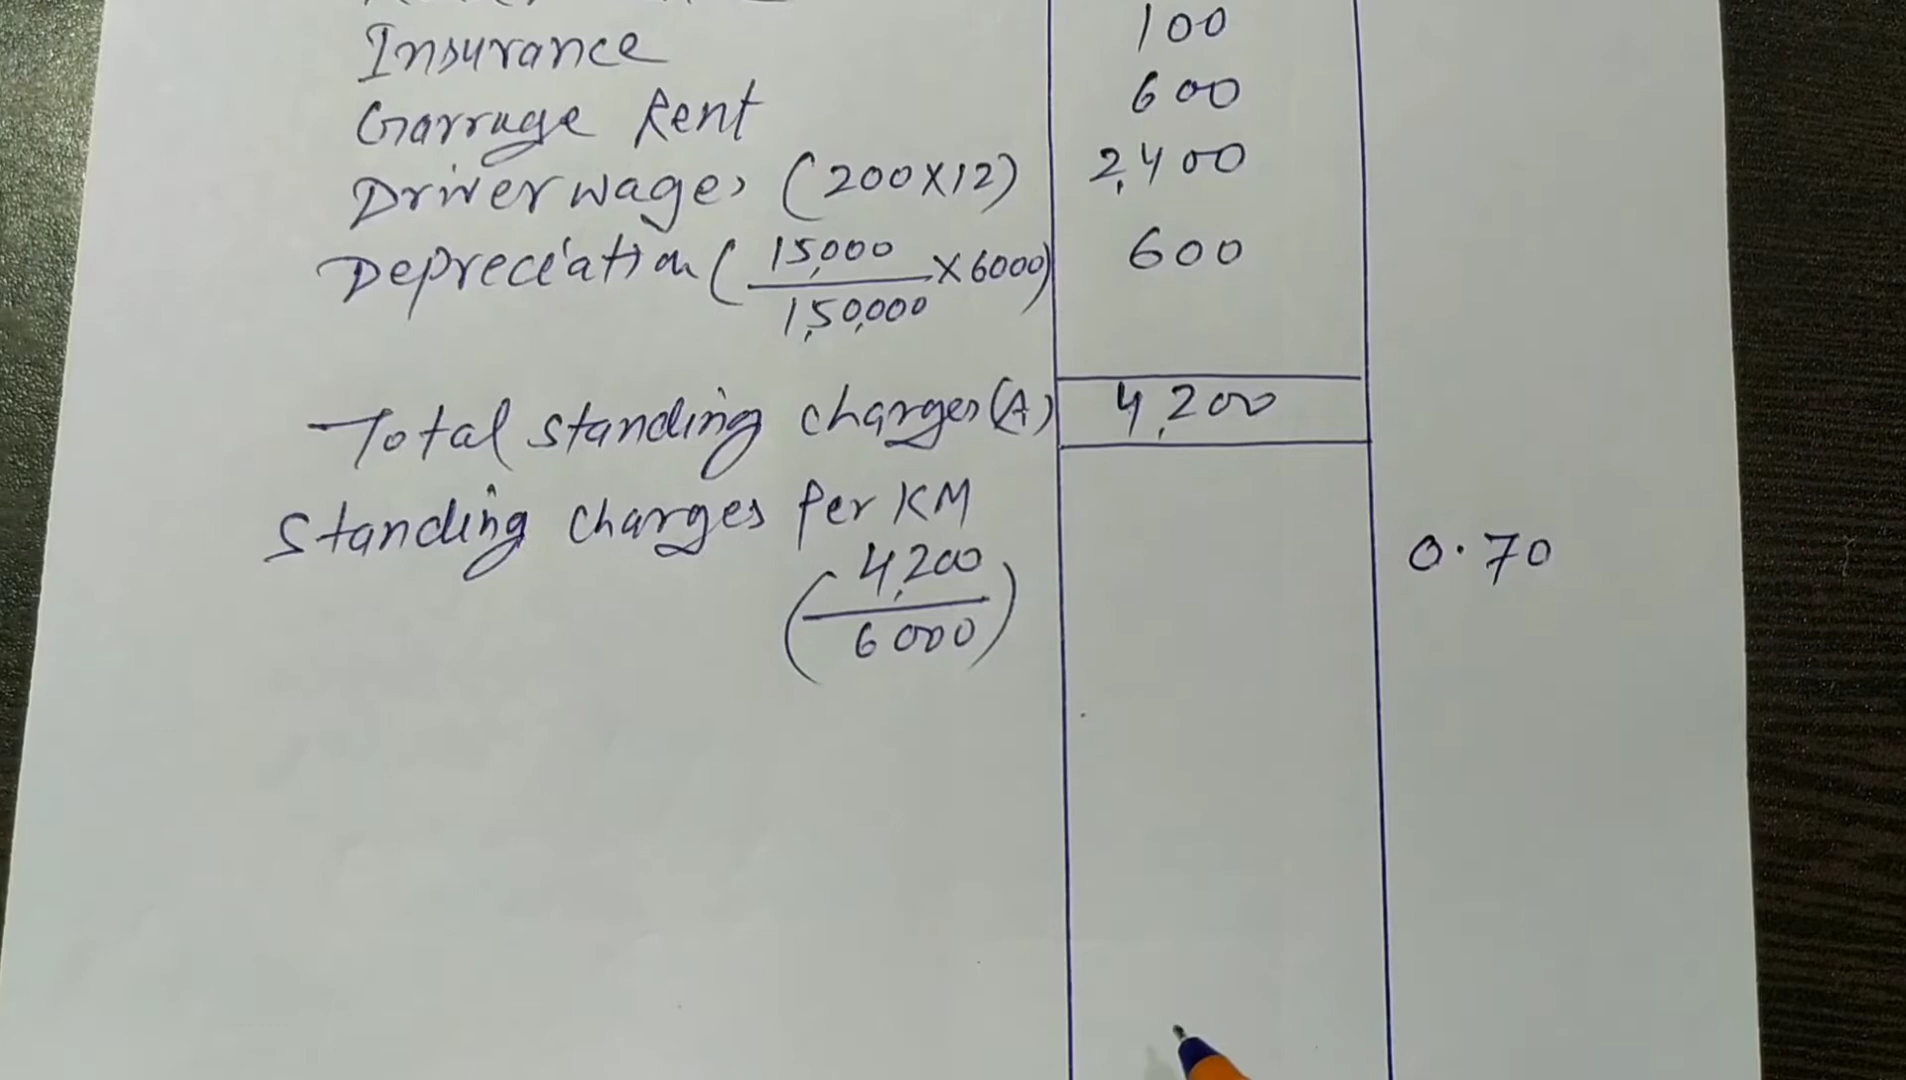 Insurance 100
Garrage Rent 600
Driver wages (200X12) 2,400
Depreciation ( 15,000 X 6000) 600
1,50,000
Total standing charges (A) 4,200
Standing charges Per KM
( 4,200 ) 0.70
6000